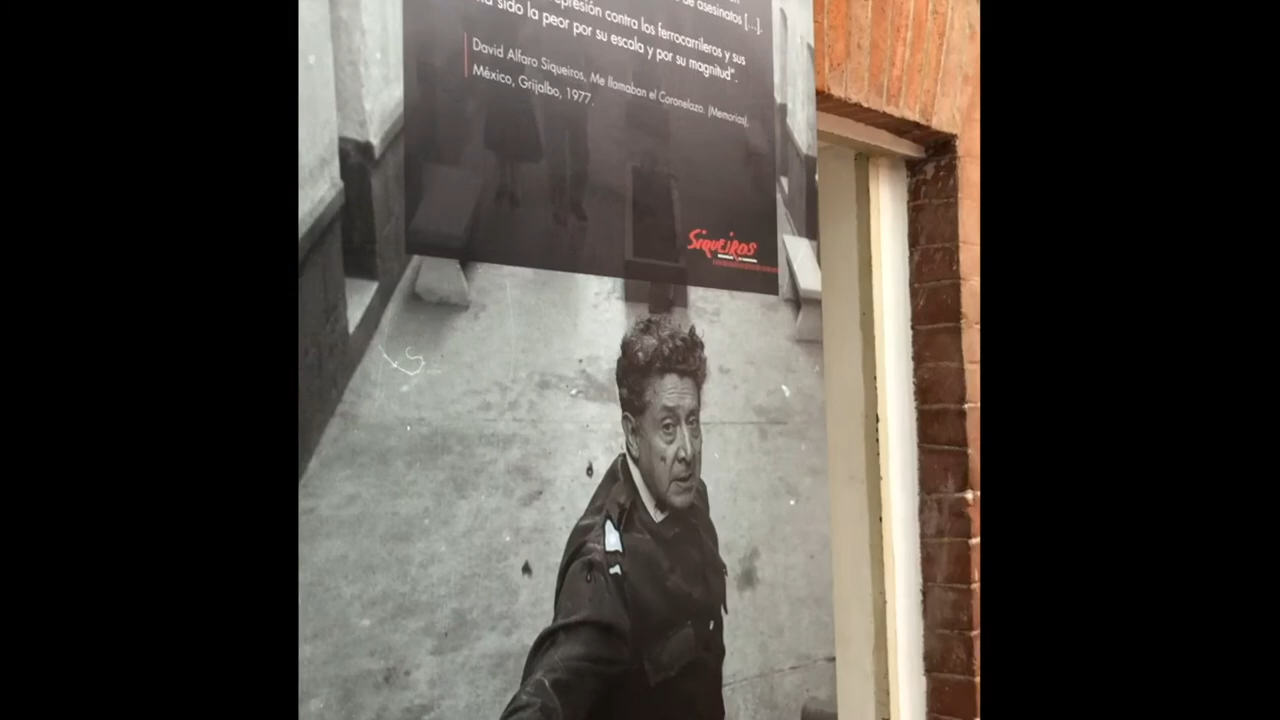 de asesinatos [...].
represión contra los ferrocarrileros y sus
ha sido la peor por su escala y por su magnitud".
David Alfaro Siqueiros, Me llamaban el Coronelazo. (Memorias),
México, Grijalbo, 1977.
SIQUEIROS